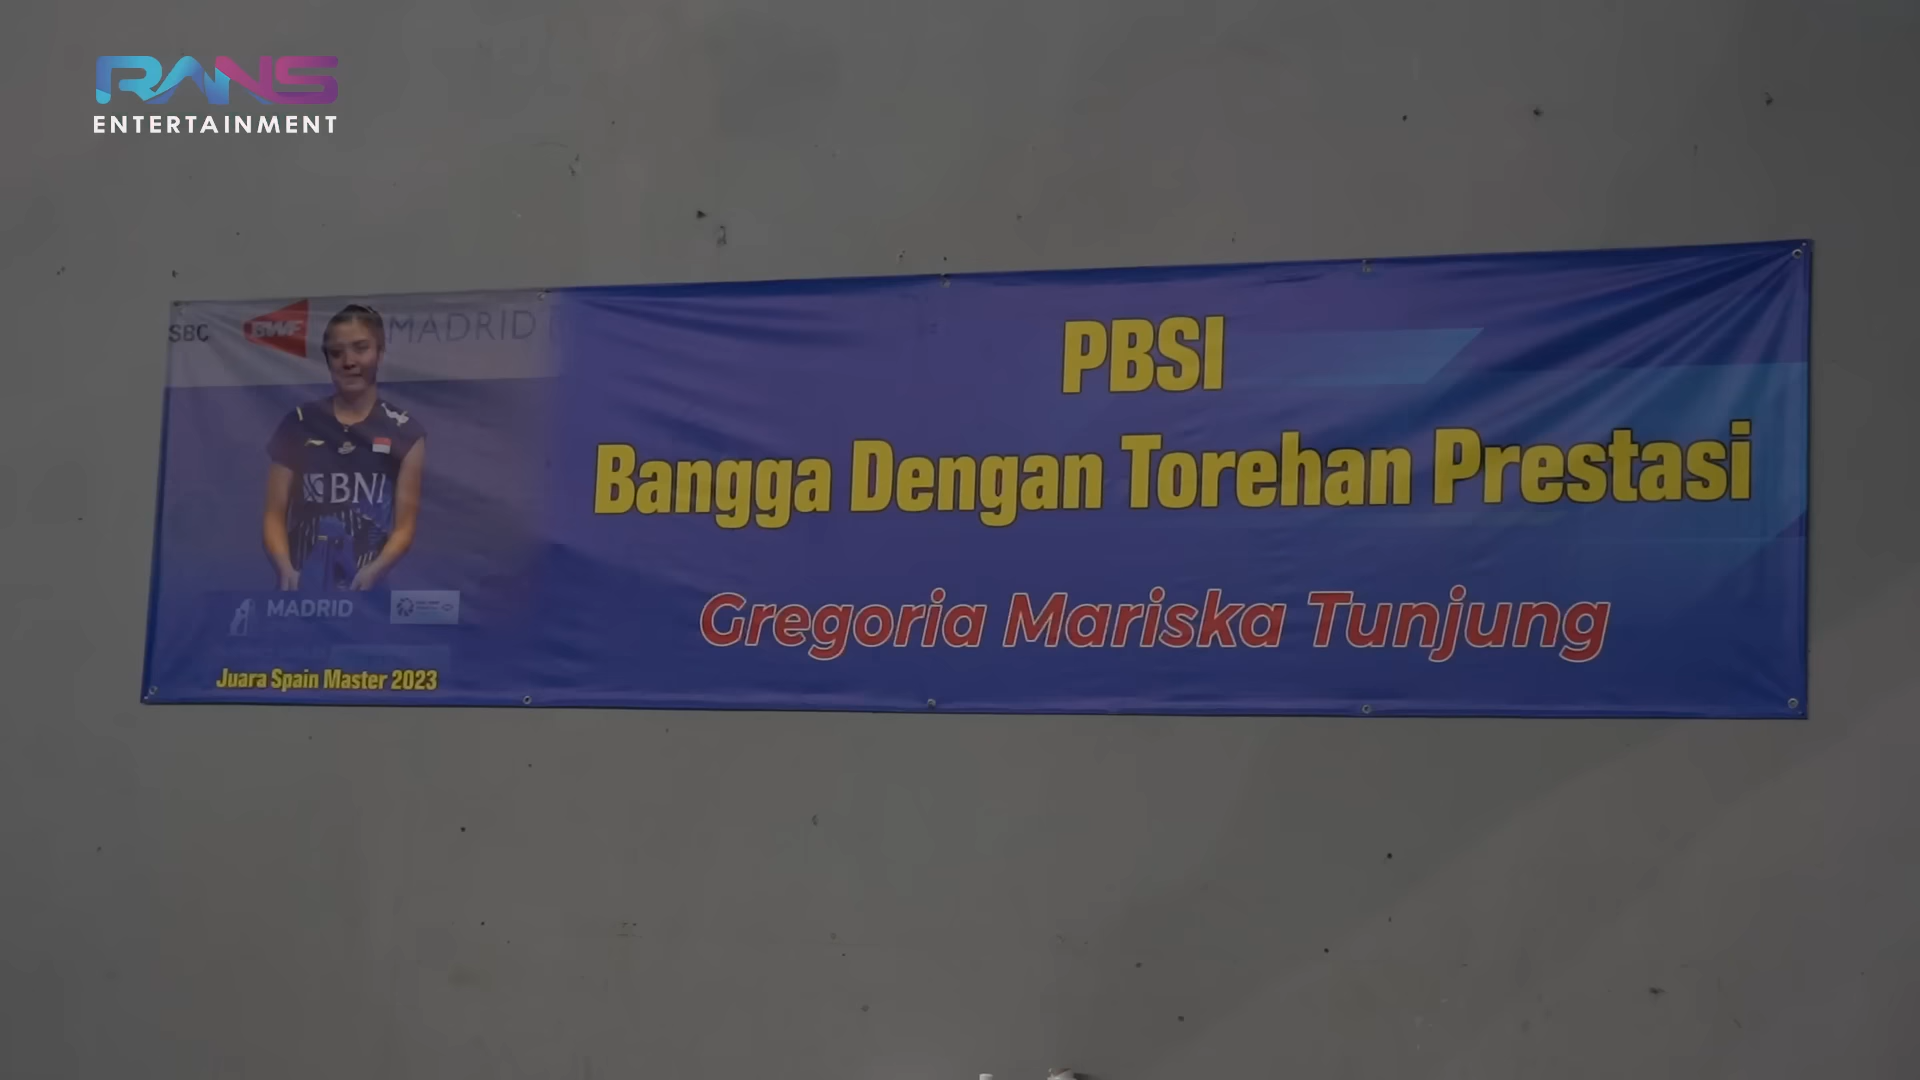 RANS
ENTERTAINMENT
SBC BWF MADRID
PBSI
Bangga Dengan Torehan Prestasi
BNI
MADRID
Gregoria Mariska Tunjung
Juara Spain Master 2023